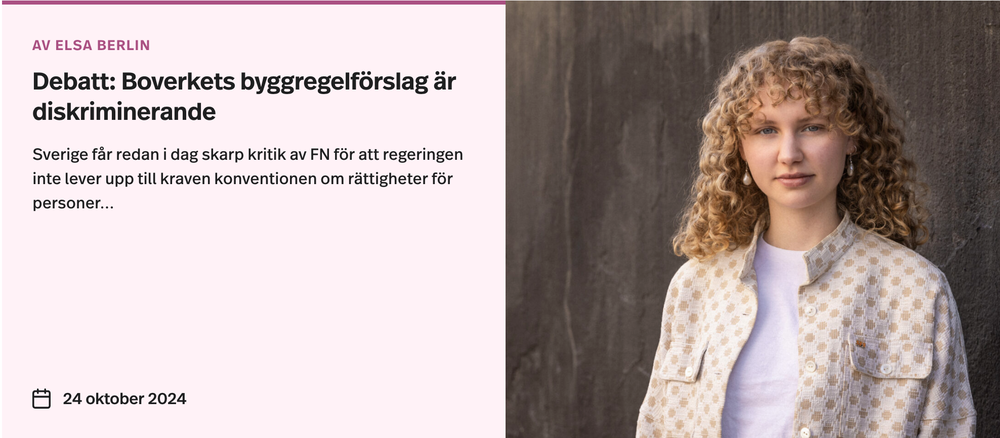 AV ELSA BERLIN
Debatt: Boverkets byggregelförslag är
diskriminerande
Sverige får redan i dag skarp kritik av FN för att regeringen
inte lever upp till kraven konventionen om rättigheter för
personer...
24 oktober 2024